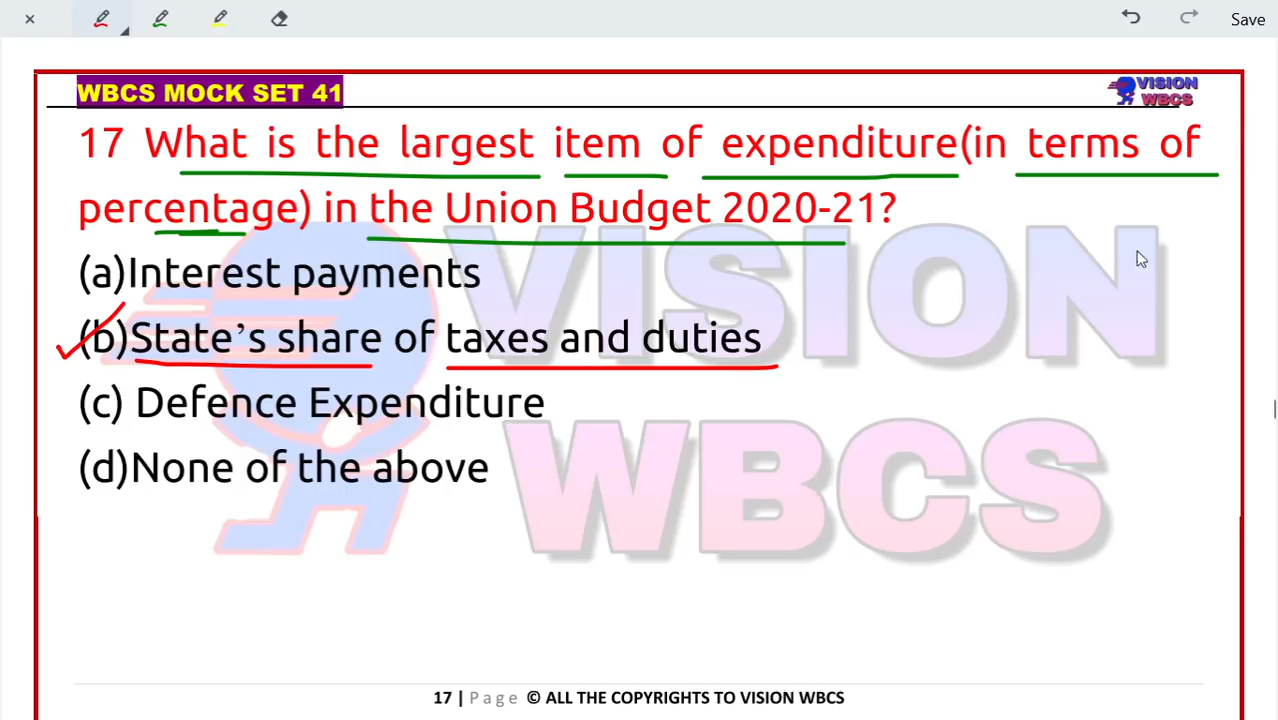 Save
WBCS MOCK SET 41
VISION
WBCS
17 What is the largest item of expenditure(in terms of
percentage) in the Union Budget 2020-21?
(a)Interest payments
(b)State’s share of taxes and duties
(c) Defence Expenditure
(d)None of the above
VISION
WBCS
17 | Page © ALL THE COPYRIGHTS TO VISION WBCS